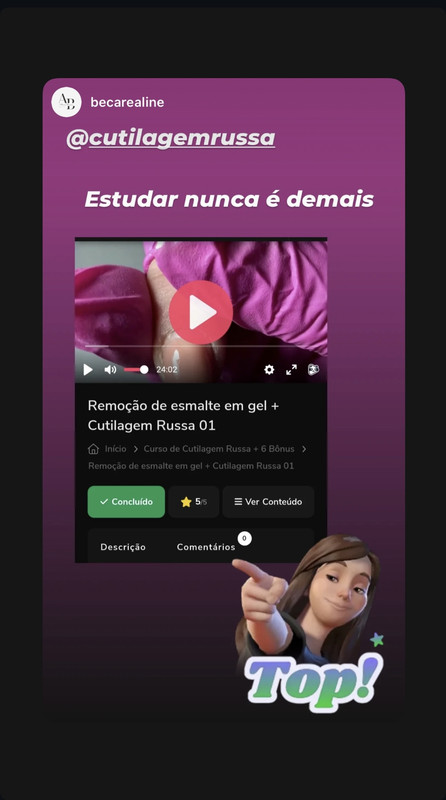 becarealine
@cutilagemrussa
Estudar nunca é demais
24:02
Remoção de esmalte em gel +
Cutilagem Russa 01
Início > Curso de Cutilagem Russa + 6 Bônus >
Remoção de esmalte em gel + Cutilagem Russa 01
Concluído
5/5
Ver Conteúdo
Descrição
Comentários
0
Top!